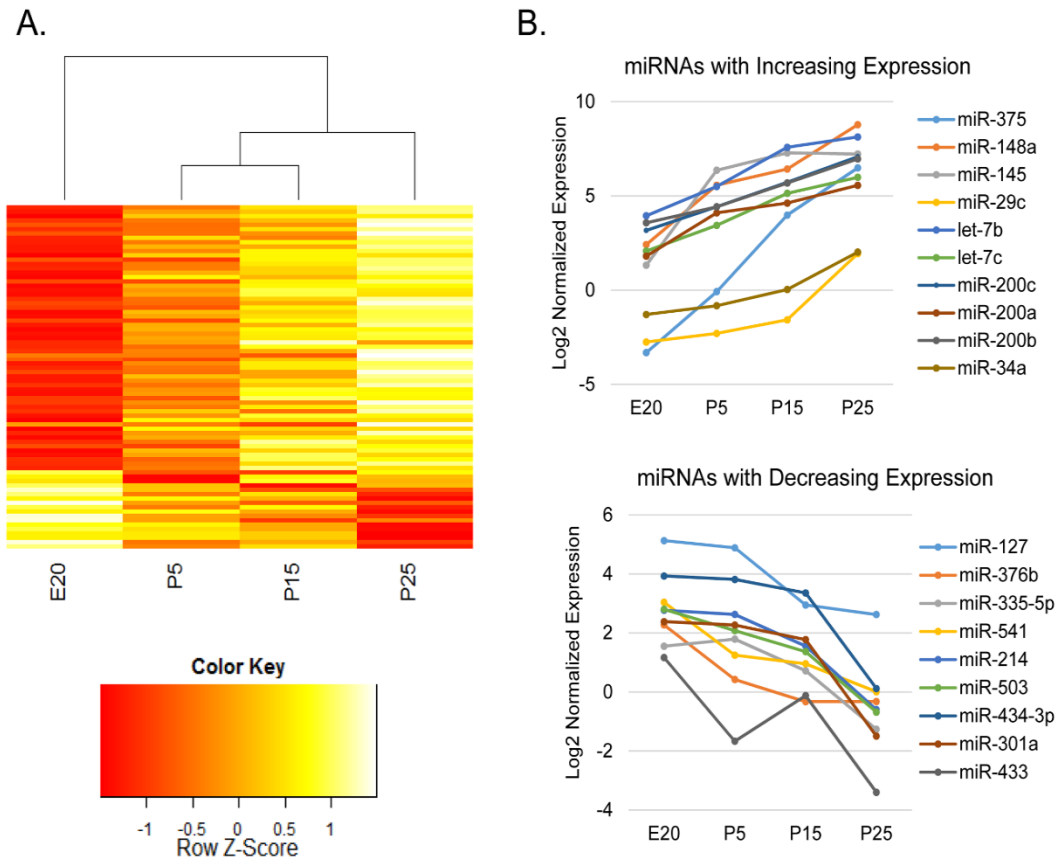 A.
E20
P5
P15
P25
Color Key
-1 -0.5 0 0.5 1
Row Z-Score
B.
miRNAs with Increasing Expression
Log2 Normalized Expression
10
5
0
-5
E20 P5 P15 P25
miR-375
miR-148a
miR-145
miR-29c
let-7b
let-7c
miR-200c
miR-200a
miR-200b
miR-34a
miRNAs with Decreasing Expression
Log2 Normalized Expression
6
4
2
0
-2
-4
E20 P5 P15 P25
miR-127
miR-376b
miR-335-5p
miR-541
miR-214
miR-503
miR-434-3p
miR-301a
miR-433